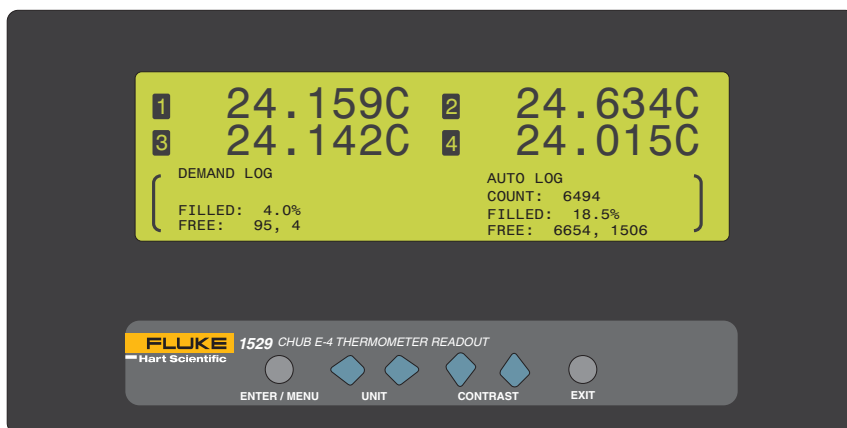 1 24.159C 2 24.634C
3 24.142C 4 24.015C
DEMAND LOG
FILLED: 4.0%
FREE: 95, 4
AUTO LOG
COUNT: 6494
FILLED: 18.5%
FREE: 6654, 1506
FLUKE
Hart Scientific
1529 CHUB E-4 THERMOMETER READOUT
ENTER / MENU UNIT CONTRAST EXIT